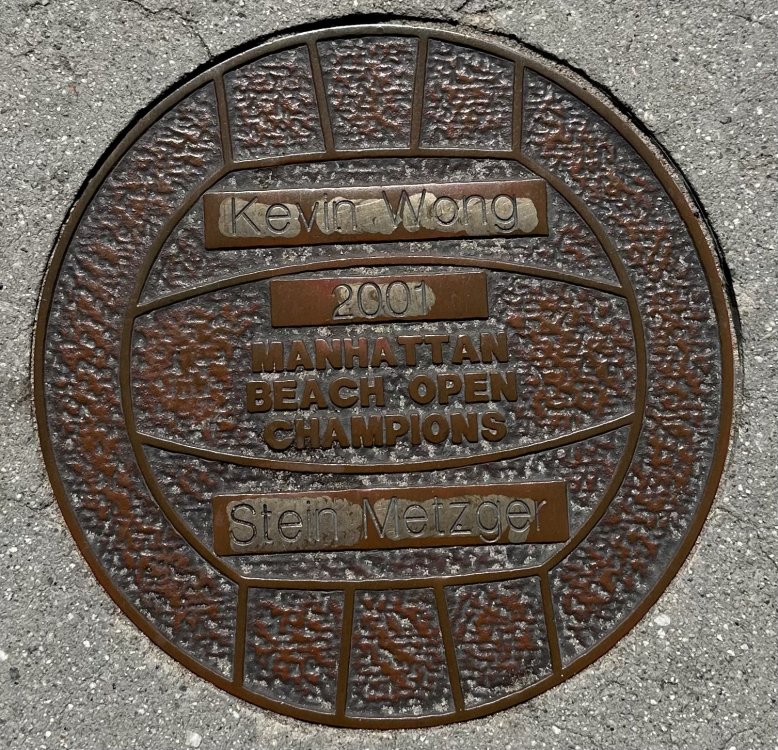 Kevin Wong
2001
MANHATTAN
BEACH OPEN
CHAMPIONS
Stein Metzger